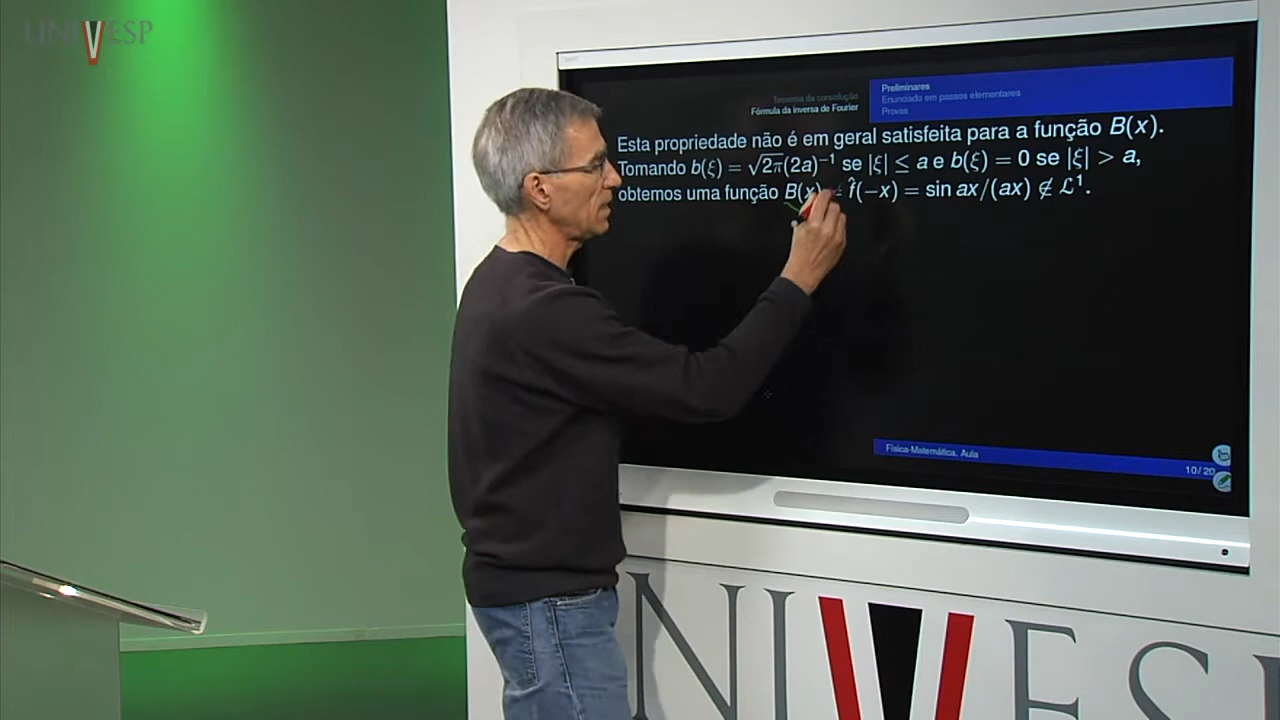 UNIVESP
Teorema da convolução
Fórmula da inversa de Fourier
Preliminares
Enunciado em passos elementares
Provas
Esta propriedade não é em geral satisfeita para a função B(x).
Tomando b(ξ) = √2π(2a)⁻¹ se |ξ| ≤ a e b(ξ) = 0 se |ξ| > a,
obtemos uma função B(x) = f̂(−x) = sin ax/(ax) ∉ ℒ¹.
Física-Matemática. Aula
10/20
UNIVES